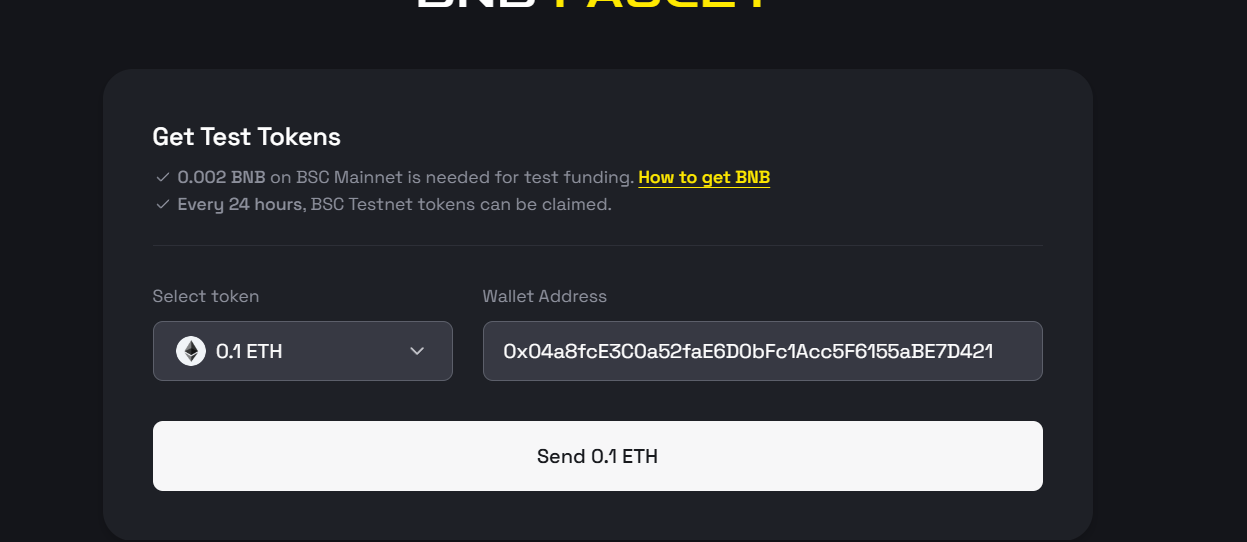 BNB FAUCET
Get Test Tokens
0.002 BNB on BSC Mainnet is needed for test funding. How to get BNB
Every 24 hours, BSC Testnet tokens can be claimed.
Select token
Wallet Address
0.1 ETH
0x04a8fcE3C0a52faE6D0bFc1Acc5F6155aBE7D421
Send 0.1 ETH